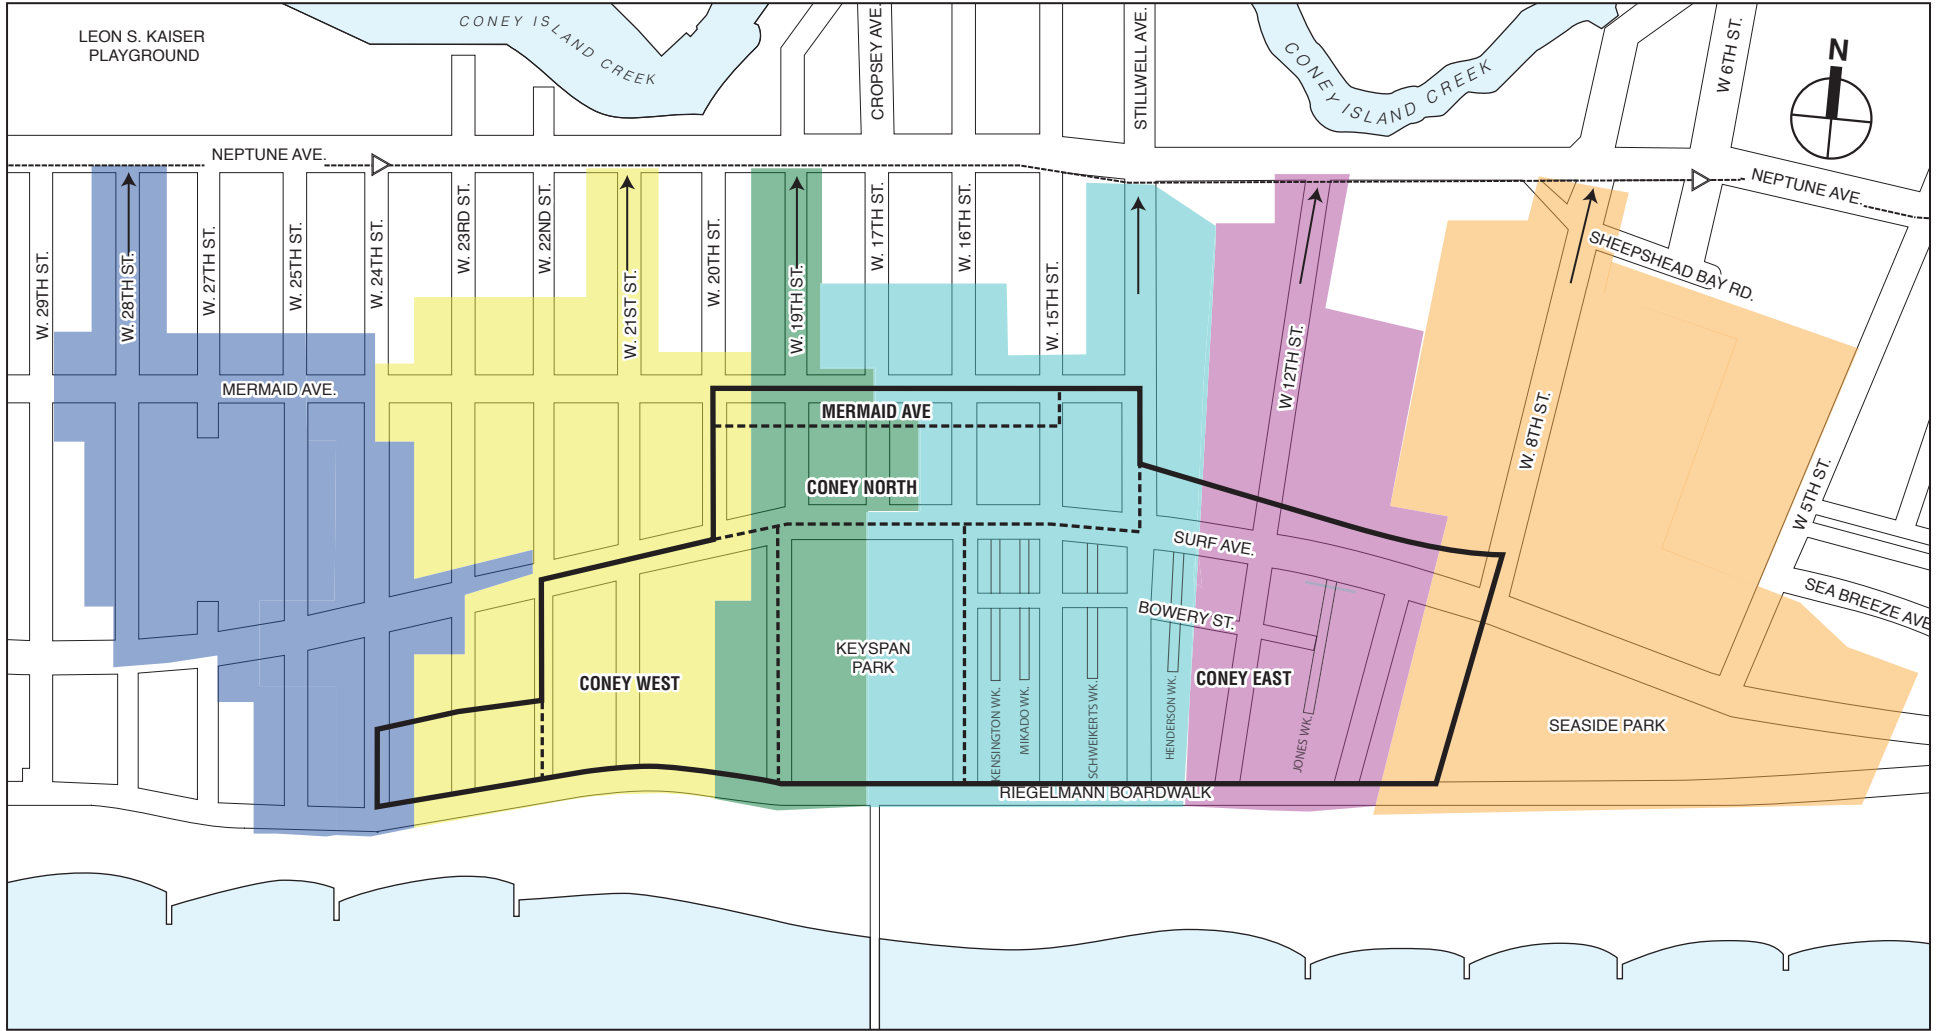 LEON S. KAISER
PLAYGROUND
CONEY ISLAND CREEK
CROPSEY AVE.
STILLWELL AVE.
CONEY ISLAND CREEK
W 6TH ST.
N
NEPTUNE AVE.
NEPTUNE AVE.
W. 29TH ST.
W. 28TH ST.
W. 27TH ST.
W. 25TH ST.
W. 24TH ST.
W. 23RD ST.
W. 22ND ST.
W. 21ST ST.
W. 20TH ST.
W. 19TH ST.
W. 17TH ST.
W. 16TH ST.
W. 15TH ST.
W 12TH ST.
W. 8TH ST.
SHEEPSHEAD BAY RD.
W 5TH ST.
MERMAID AVE.
MERMAID AVE
CONEY NORTH
SURF AVE.
BOWERY ST.
SEA BREEZE AVE
KEYSPAN
PARK
CONEY WEST
CONEY EAST
KENSINGTON WK.
MIKADO WK.
SCHWEIKERTS WK.
HENDERSON WK.
JONES WK.
SEASIDE PARK
RIEGELMANN BOARDWALK